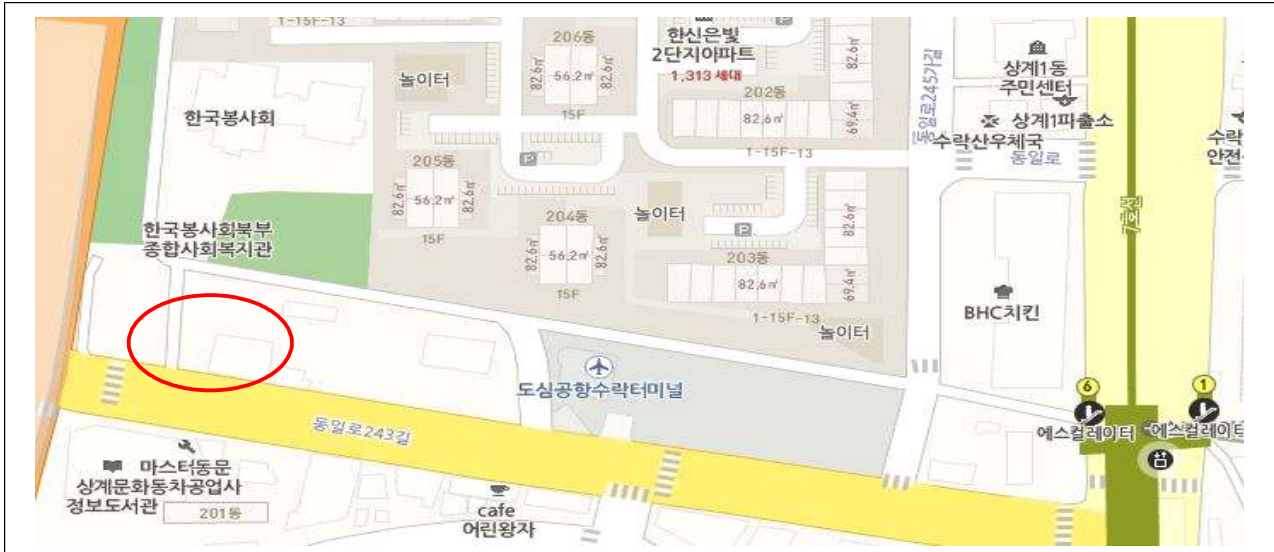 1-15F-13
206동
82.6㎡
56.2㎡
82.6㎡
15F
놀이터
한신은빛
2단지아파트
1,313 세대
202동
82.6㎡
82.6㎡
69.4㎡
1-15F-13
동일로245가길
상계1동
주민센터
상계1파출소
수락산우체국
동일로
수락
안전
한국봉사회
205동
82.6㎡
56.2㎡
82.6㎡
15F
P
204동
82.6㎡
56.2㎡
82.6㎡
15F
놀이터
P
203동
82.6㎡
82.6㎡
69.4㎡
1-15F-13
놀이터
7호선
한국봉사회북부
종합사회복지관
BHC치킨
도심공항수락터미널
6
1
에스컬레이터
에스컬레이터
동일로243길
마스터동문
상계문화동차공업사
정보도서관
201동
cafe
어린왕자